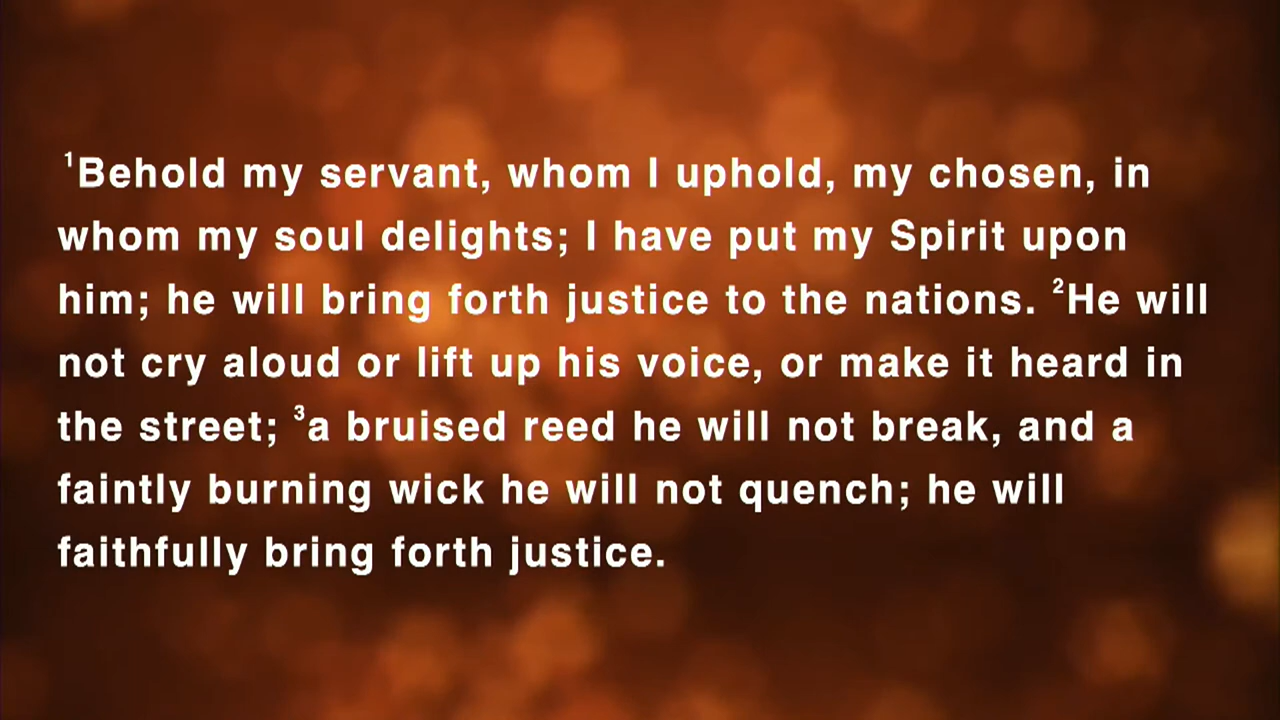 ¹Behold my servant, whom I uphold, my chosen, in
whom my soul delights; I have put my Spirit upon
him; he will bring forth justice to the nations. ²He will
not cry aloud or lift up his voice, or make it heard in
the street; ³a bruised reed he will not break, and a
faintly burning wick he will not quench; he will
faithfully bring forth justice.